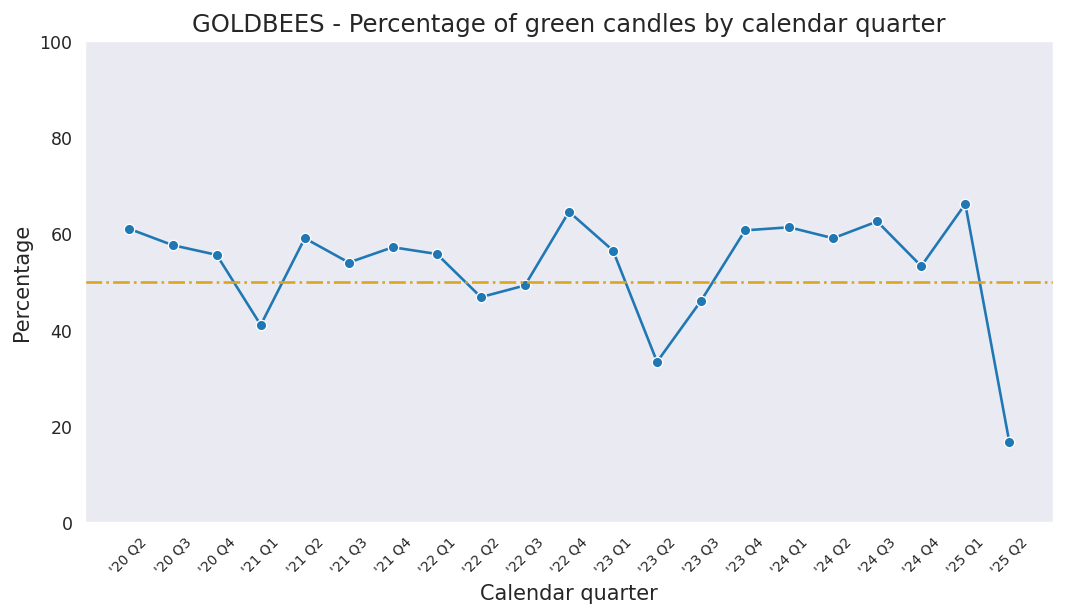 GOLDBEES - Percentage of green candles by calendar quarter
100
80
60
40
20
0
Percentage
'20 Q2
'20 Q3
'20 Q4
'21 Q1
'21 Q2
'21 Q3
'21 Q4
'22 Q1
'22 Q2
'22 Q3
'22 Q4
'23 Q1
'23 Q2
'23 Q3
'23 Q4
'24 Q1
'24 Q2
'24 Q3
'24 Q4
'25 Q1
'25 Q2
Calendar quarter